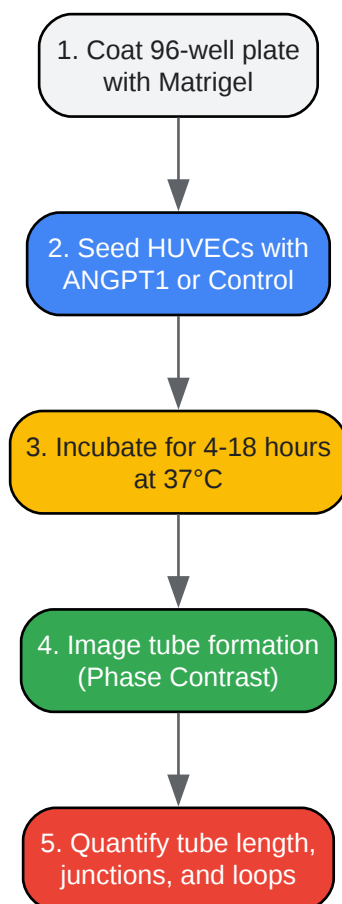 1. Coat 96-well plate
with Matrigel
2. Seed HUVECs with
ANGPT1 or Control
3. Incubate for 4-18 hours
at 37°C
4. Image tube formation
(Phase Contrast)
5. Quantify tube length,
junctions, and loops